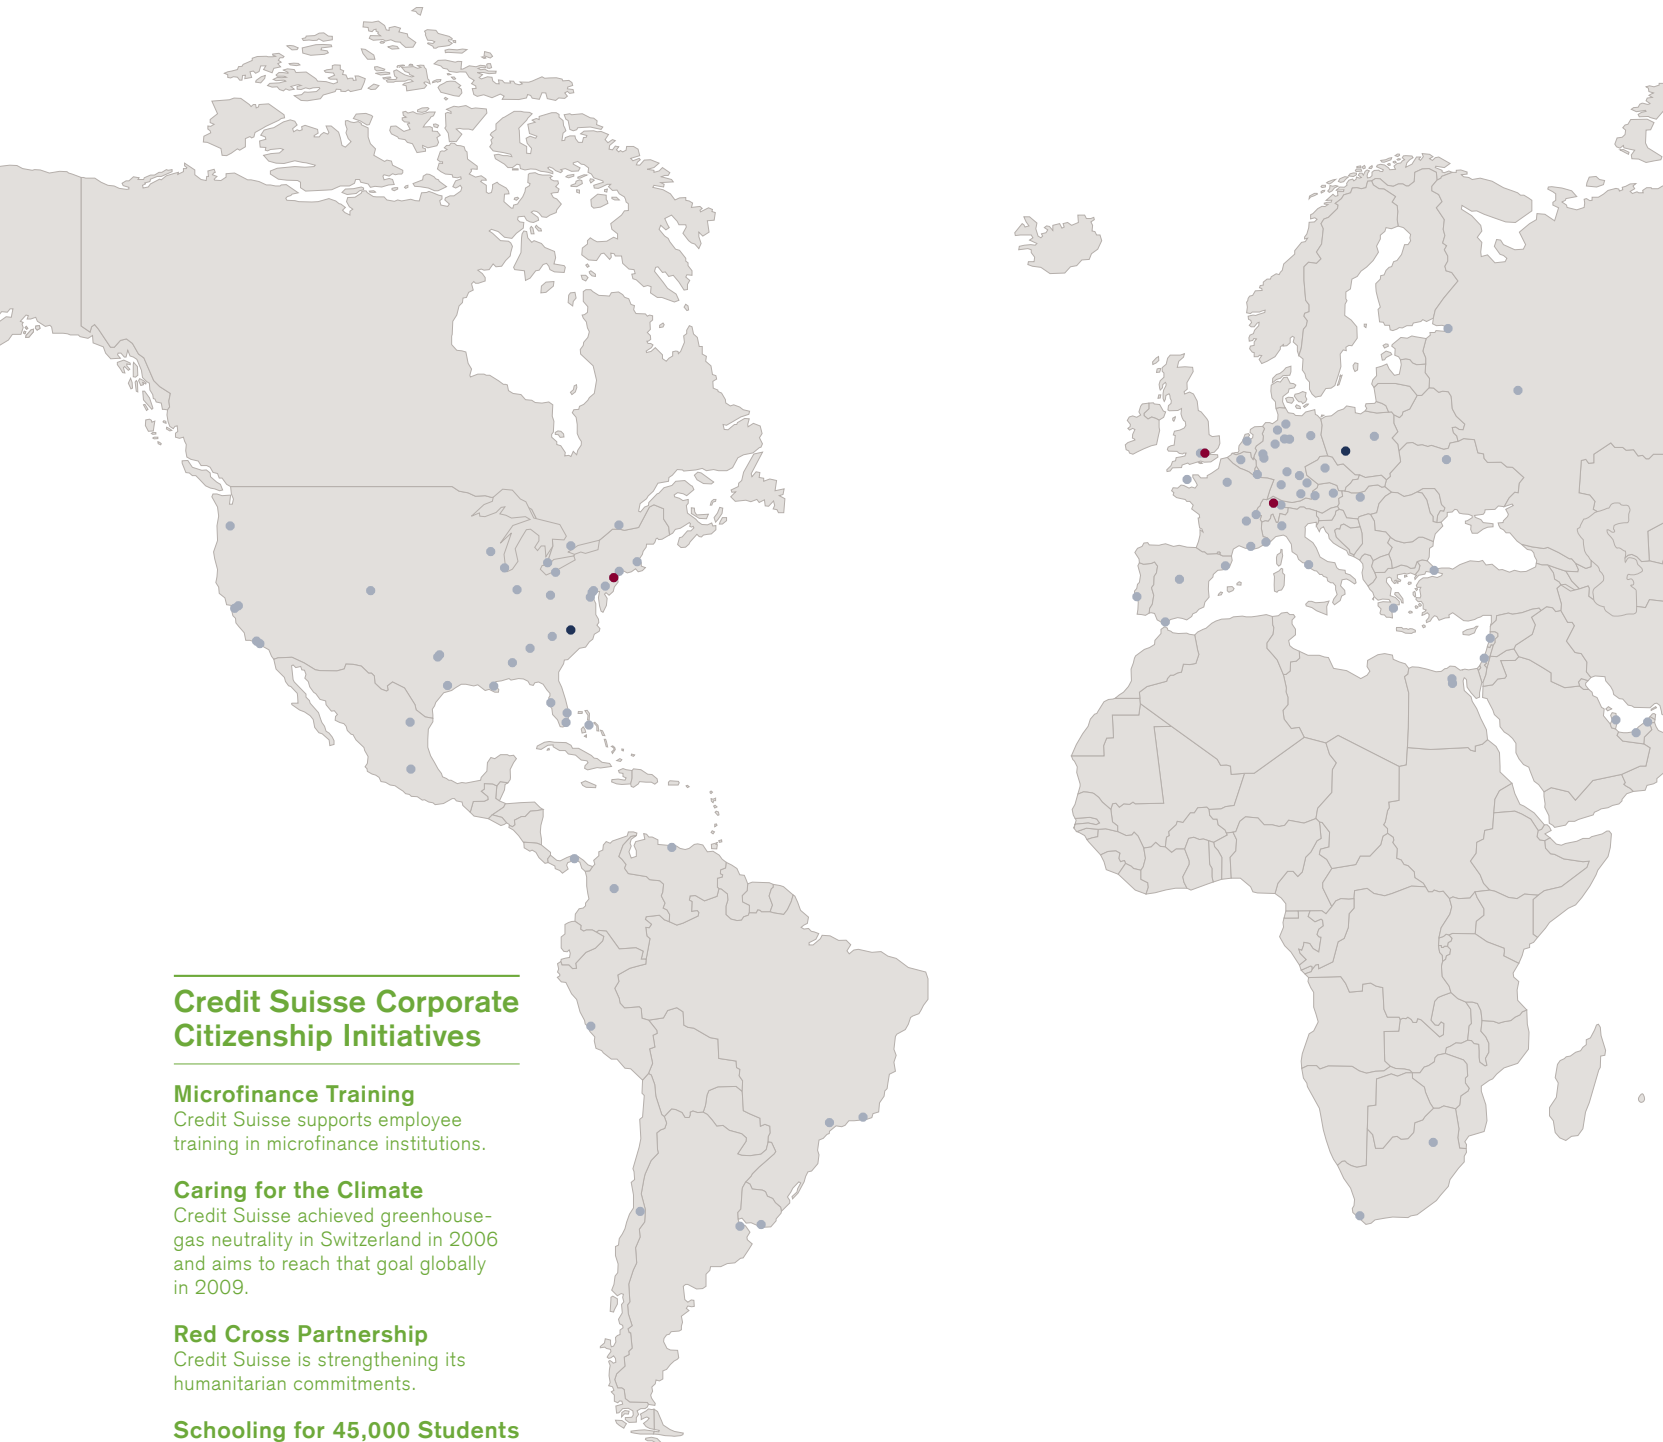 Credit Suisse Corporate
Citizenship Initiatives
Microfinance Training
Credit Suisse supports employee
training in microfinance institutions.
Caring for the Climate
Credit Suisse achieved greenhouse-
gas neutrality in Switzerland in 2006
and aims to reach that goal globally
in 2009.
Red Cross Partnership
Credit Suisse is strengthening its
humanitarian commitments.
Schooling for 45,000 Students